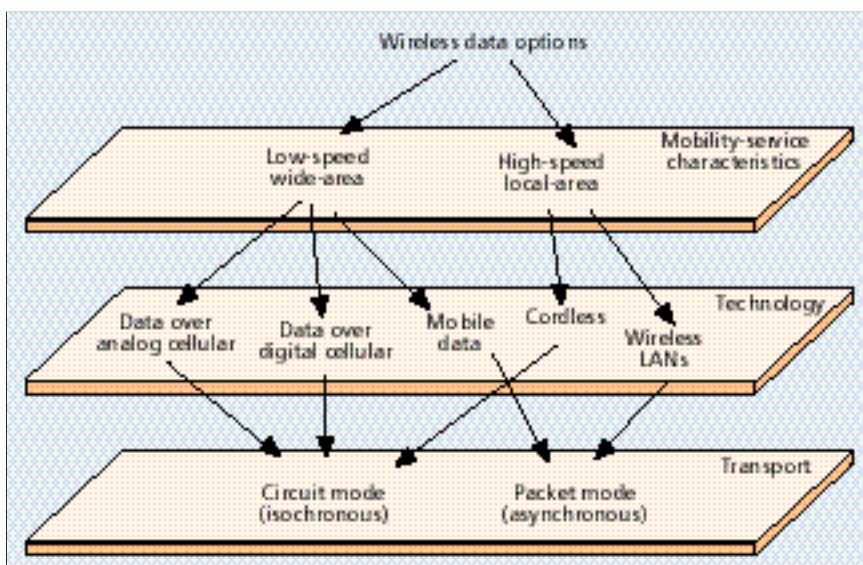 Wireless data options
Mobility-service
characteristics
Low-speed
wide-area
High-speed
local-area
Technology
Data over
analog cellular
Data over
digital cellular
Mobile
data
Cordless
Wireless
LANs
Transport
Circuit mode
(isochronous)
Packet mode
(asynchronous)